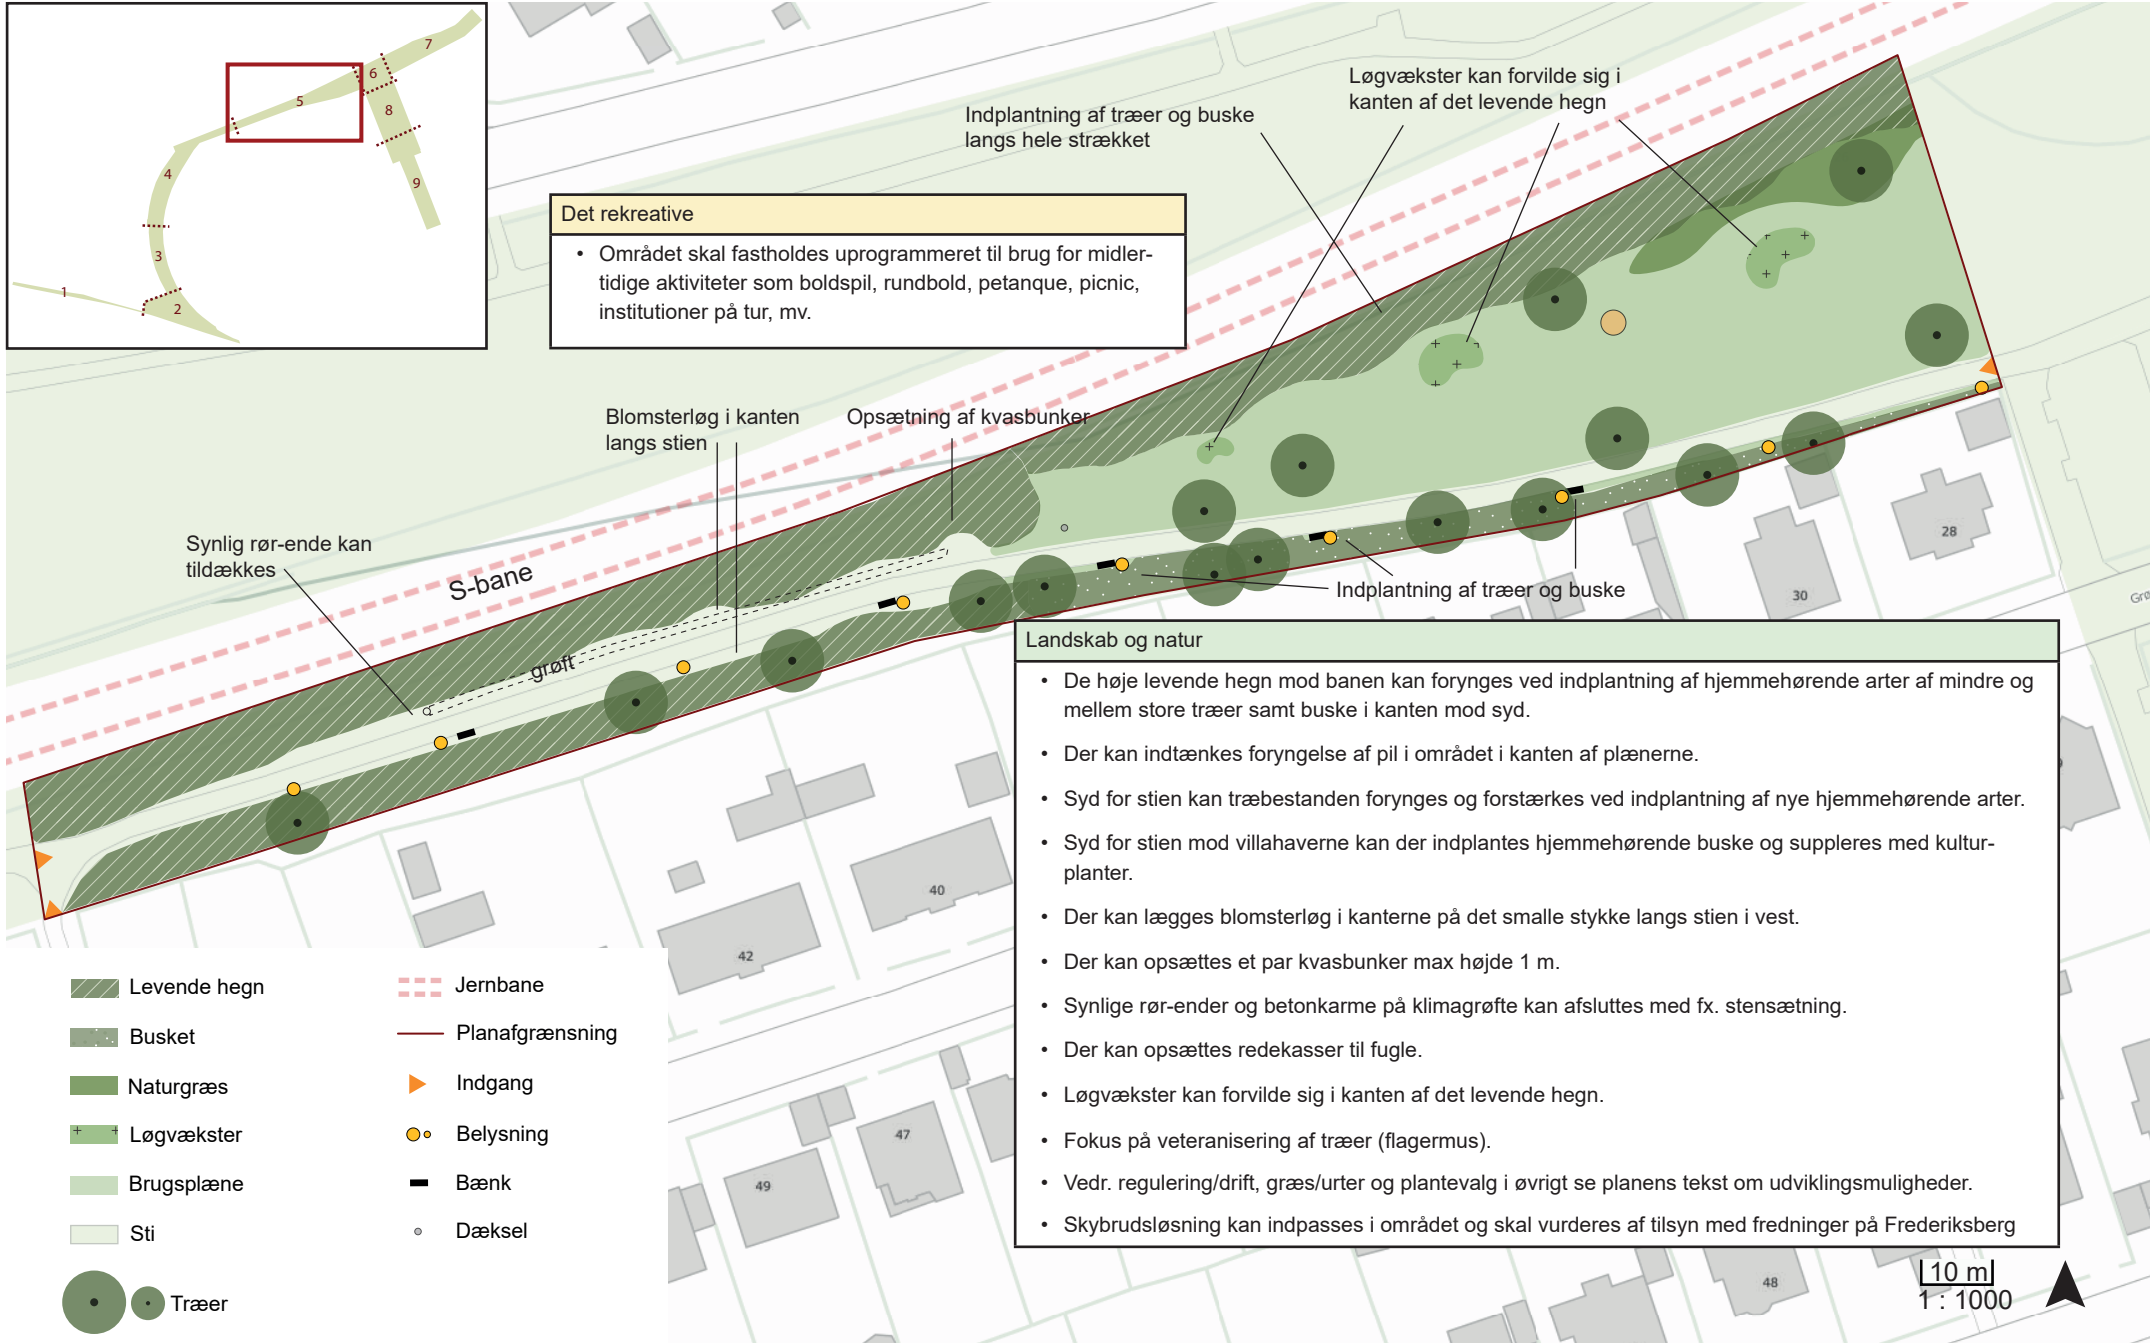 1
2
3
4
5
6
7
8
9
Løgvækster kan forvilde sig i
kanten af det levende hegn
Indplantning af træer og buske
langs hele strækket
Det rekreative
• Området skal fastholdes uprogrammeret til brug for midler-
tidige aktiviteter som boldspil, rundbold, petanque, picnic,
institutioner på tur, mv.
Blomsterløg i kanten
langs stien
Opsætning af kvasbunker
Synlig rør-ende kan
tildækkes
S-bane
grøft
Indplantning af træer og buske
28
30
40
42
47
49
48
Landskab og natur
• De høje levende hegn mod banen kan forynges ved indplantning af hjemmehørende arter af mindre og
mellem store træer samt buske i kanten mod syd.
• Der kan indtænkes foryngelse af pil i området i kanten af plænerne.
• Syd for stien kan træbestanden forynges og forstærkes ved indplantning af nye hjemmehørende arter.
• Syd for stien mod villahaverne kan der indplantes hjemmehørende buske og suppleres med kultur-
planter.
• Der kan lægges blomsterløg i kanterne på det smalle stykke langs stien i vest.
• Der kan opsættes et par kvasbunker max højde 1 m.
• Synlige rør-ender og betonkarme på klimagrøfte kan afsluttes med fx. stensætning.
• Der kan opsættes redekasser til fugle.
• Løgvækster kan forvilde sig i kanten af det levende hegn.
• Fokus på veteranisering af træer (flagermus).
• Vedr. regulering/drift, græs/urter og plantevalg i øvrigt se planens tekst om udviklingsmuligheder.
• Skybrudsløsning kan indpasses i området og skal vurderes af tilsyn med fredninger på Frederiksberg
Levende hegn
Busket
Naturgræs
Løgvækster
Brugsplæne
Sti
Træer
Jernbane
Planafgrænsning
Indgang
Belysning
Bænk
Dæksel
10 m
1 : 1000